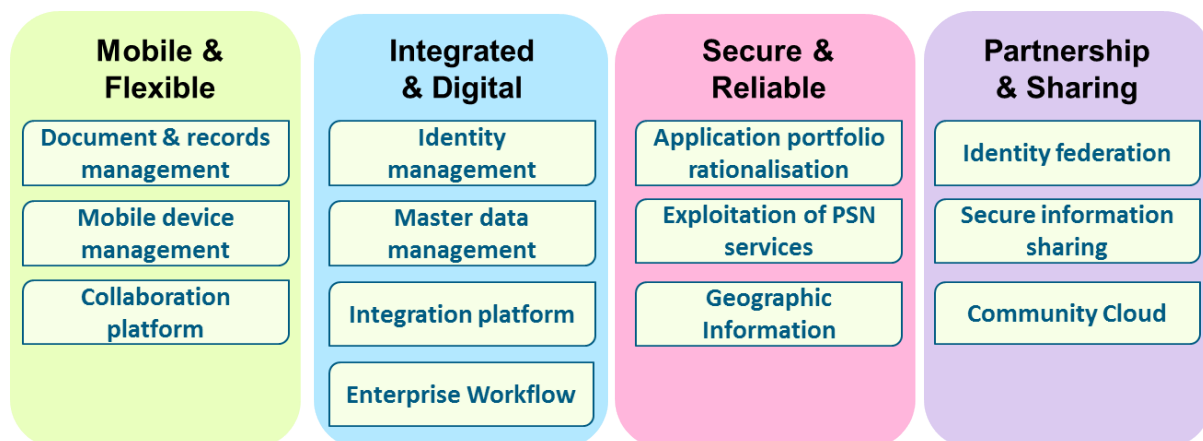 Mobile &
Flexible
Document & records
management
Mobile device
management
Collaboration
platform
Integrated
& Digital
Identity
management
Master data
management
Integration platform
Enterprise Workflow
Secure &
Reliable
Application portfolio
rationalisation
Exploitation of PSN
services
Geographic
Information
Partnership
& Sharing
Identity federation
Secure information
sharing
Community Cloud